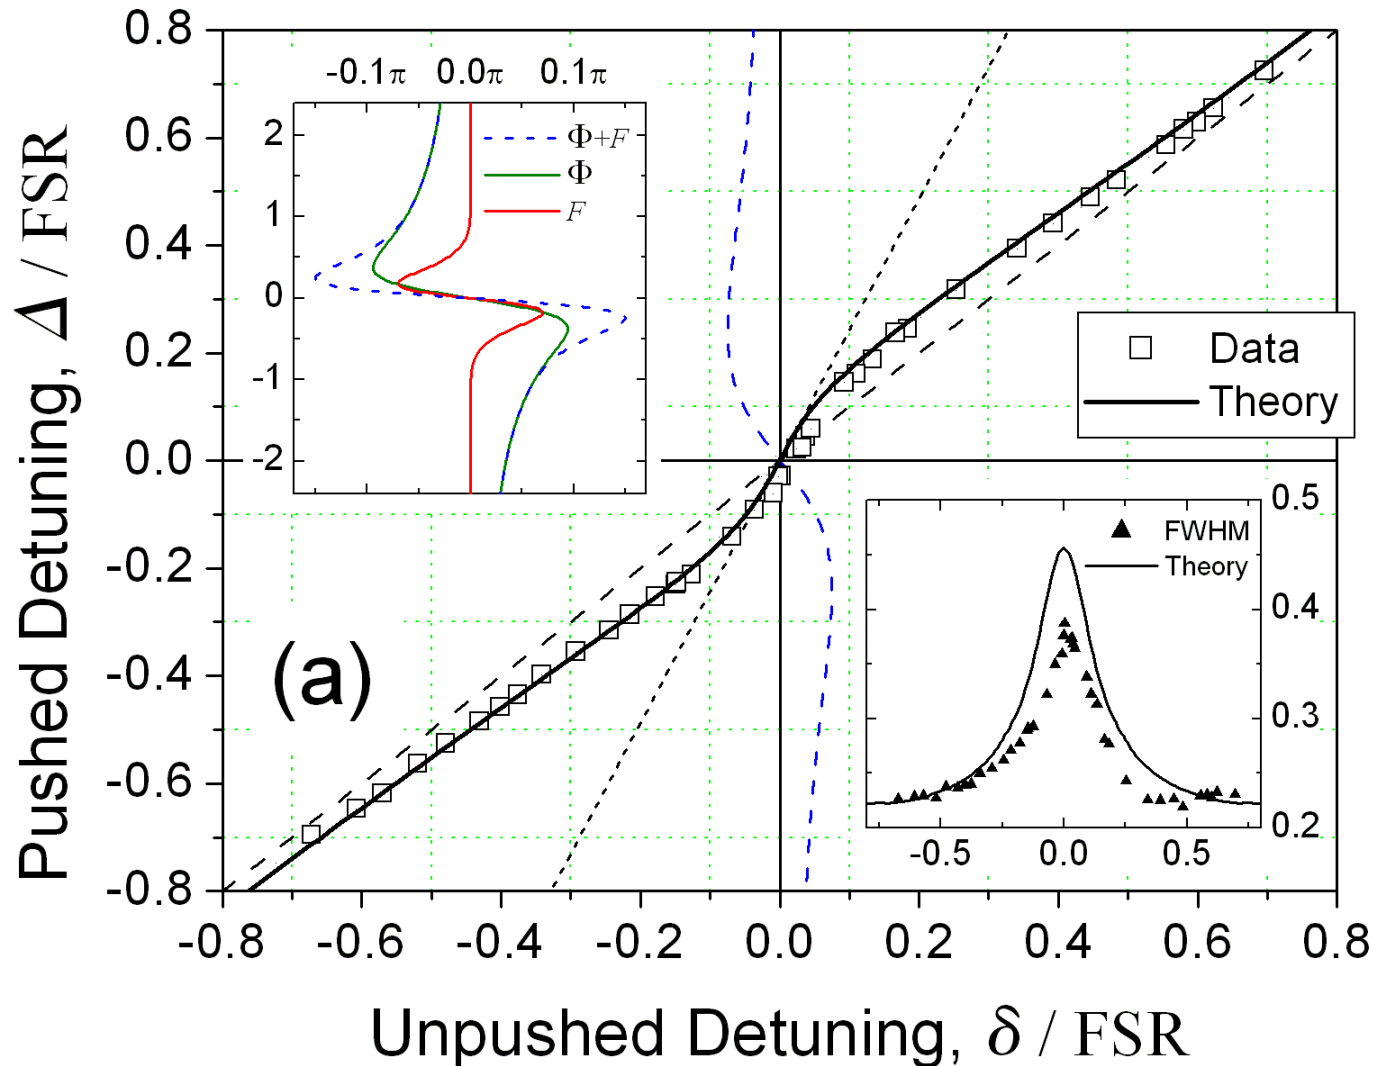 0.8
0.6
0.4
0.2
0.0
-0.2
-0.4
-0.6
-0.8
Pushed Detuning, Δ / FSR
-0.1π 0.0π 0.1π
2
1
0
-1
-2
Φ+F
Φ
F
Data
Theory
(a)
FWHM
Theory
0.5
0.4
0.3
0.2
-0.5 0.0 0.5
-0.8 -0.6 -0.4 -0.2 0.0 0.2 0.4 0.6 0.8
Unpushed Detuning, δ / FSR